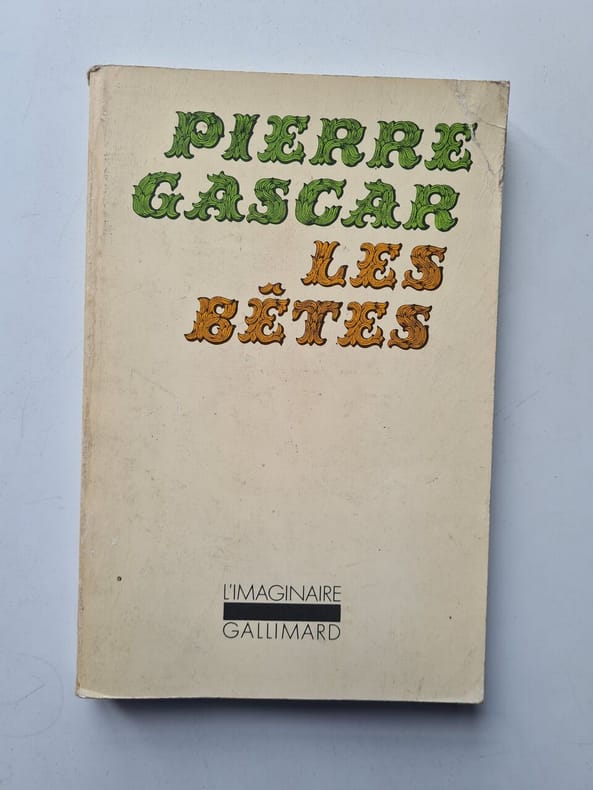 PIERRE
GASCAR
LES
BÊTES
L'IMAGINAIRE
GALLIMARD